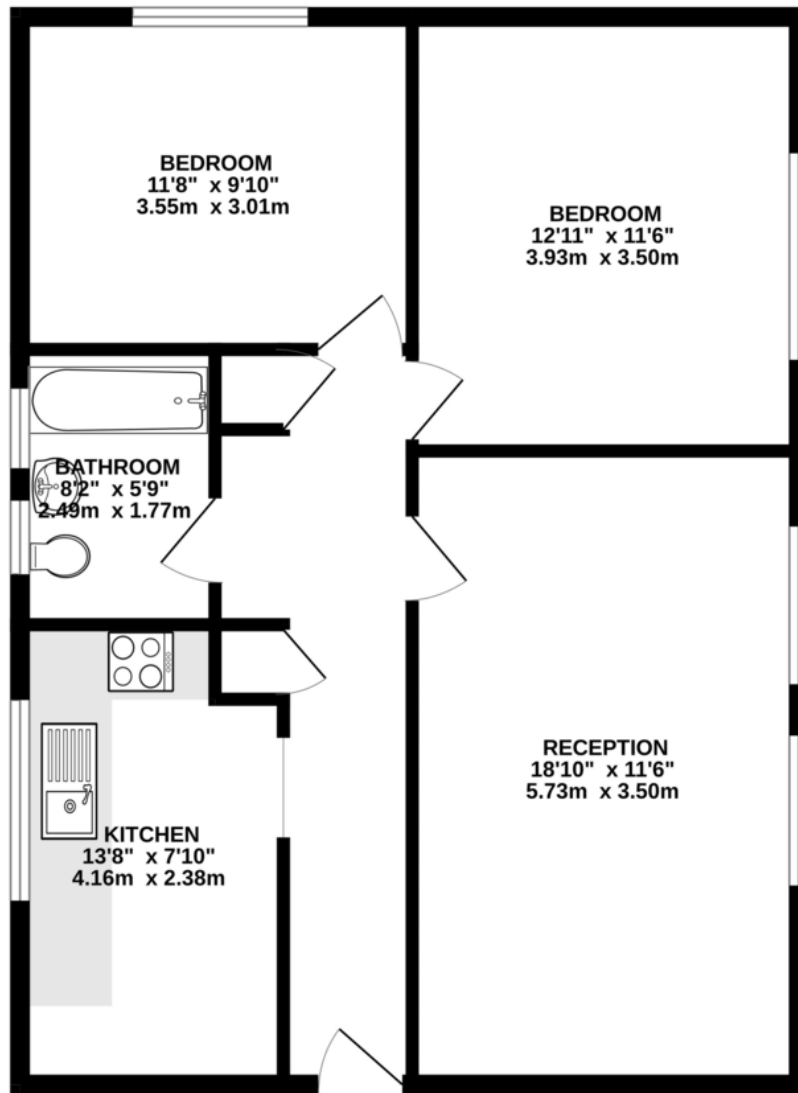 BEDROOM
11'8" x 9'10"
3.55m x 3.01m
BEDROOM
12'11" x 11'6"
3.93m x 3.50m
BATHROOM
8'2" x 5'9"
2.49m x 1.77m
RECEPTION
18'10" x 11'6"
5.73m x 3.50m
KITCHEN
13'8" x 7'10"
4.16m x 2.38m